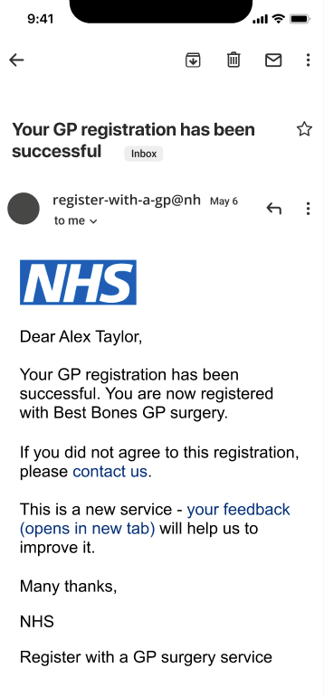 9:41
Your GP registration has been
successful Inbox
register-with-a-gp@nh May 6
to me
NHS
Dear Alex Taylor,
Your GP registration has been
successful. You are now registered
with Best Bones GP surgery.
If you did not agree to this registration,
please contact us.
This is a new service - your feedback
(opens in new tab) will help us to
improve it.
Many thanks,
NHS
Register with a GP surgery service